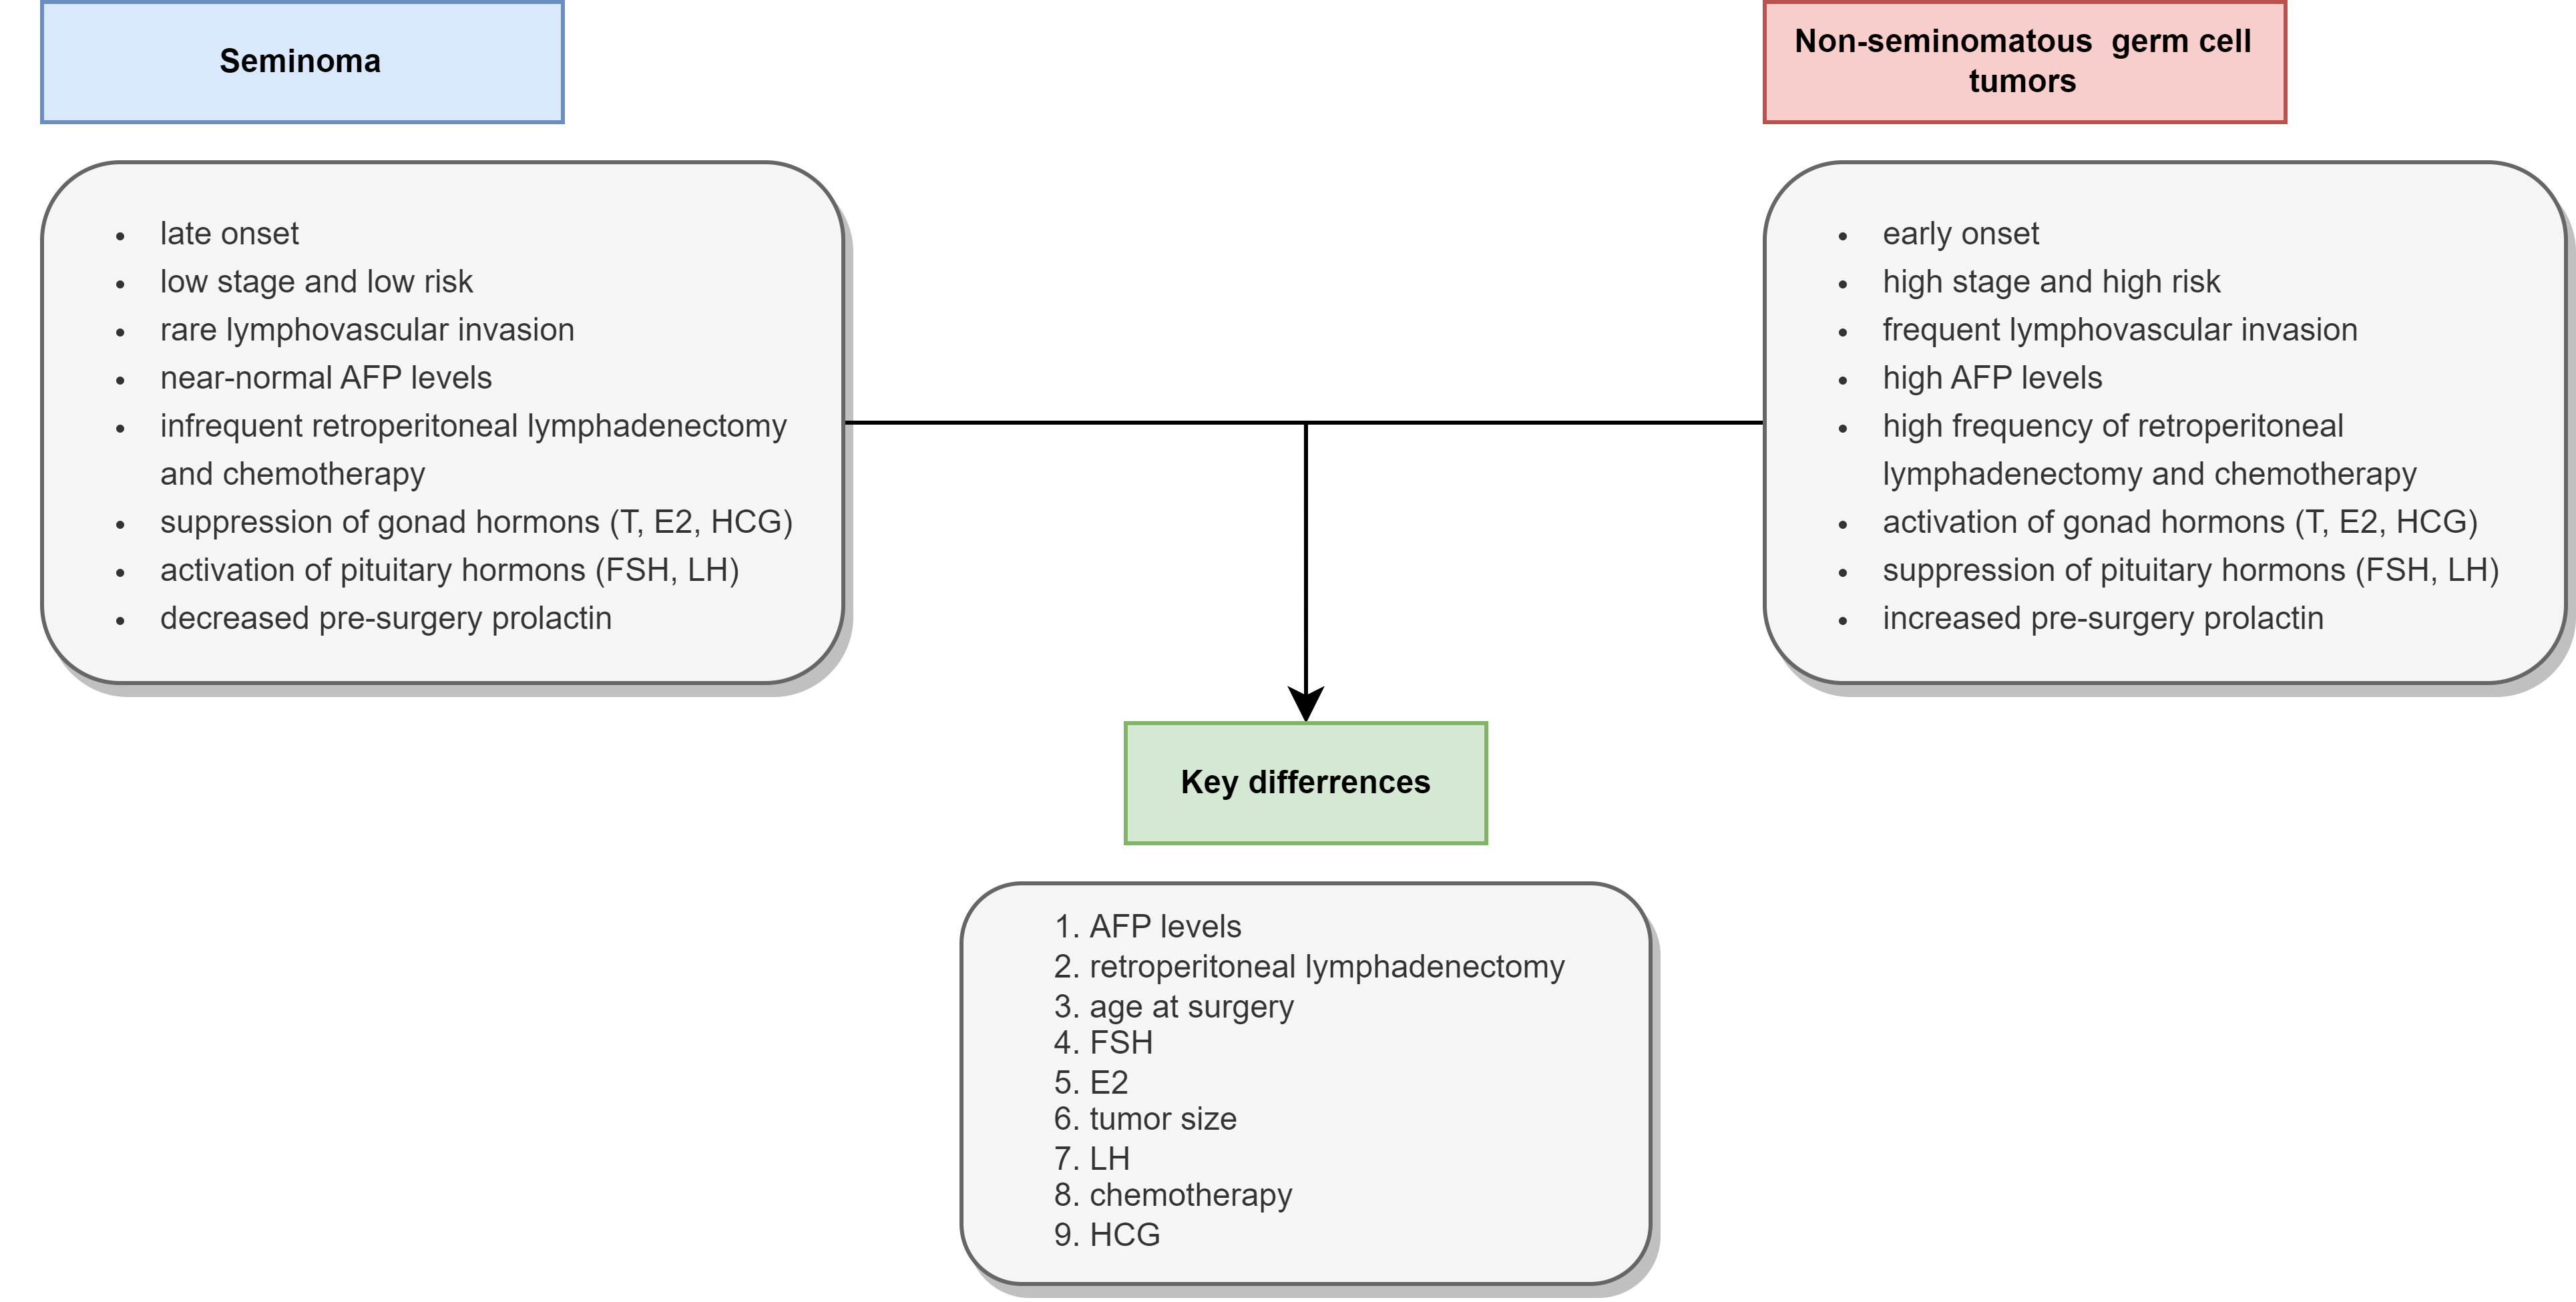 Seminoma
late onset
low stage and low risk
rare lymphovascular invasion
near-normal AFP levels
infrequent retroperitoneal lymphadenectomy
and chemotherapy
suppression of gonad hormons (T, E2, HCG)
activation of pituitary hormons (FSH, LH)
decreased pre-surgery prolactin
Non-seminomatous germ cell
tumors
early onset
high stage and high risk
frequent lymphovascular invasion
high AFP levels
high frequency of retroperitoneal
lymphadenectomy and chemotherapy
activation of gonad hormons (T, E2, HCG)
suppression of pituitary hormons (FSH, LH)
increased pre-surgery prolactin
Key differrences
1. AFP levels
2. retroperitoneal lymphadenectomy
3. age at surgery
4. FSH
5. E2
6. tumor size
7. LH
8. chemotherapy
9. HCG